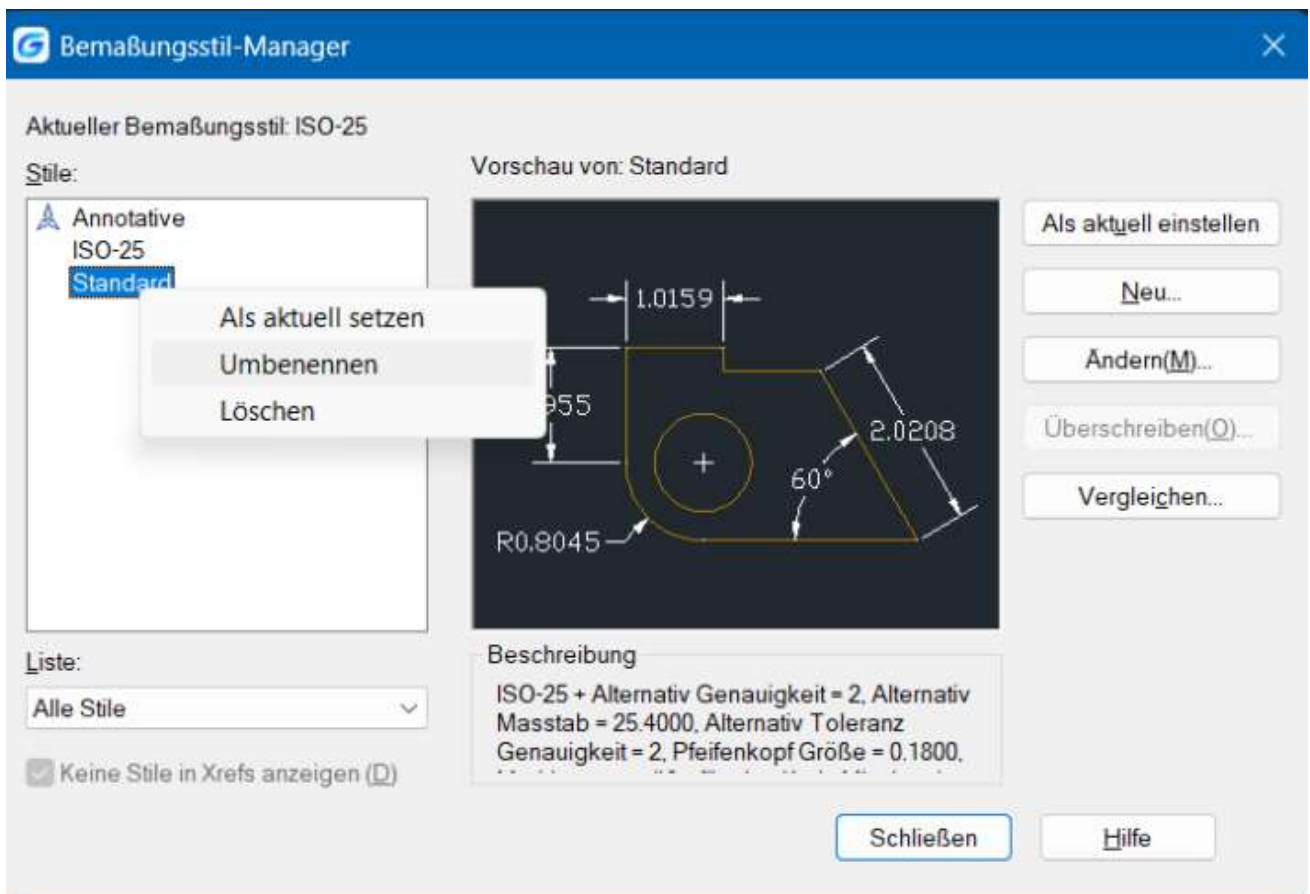 Bemaßungsstil-Manager
Aktueller Bemaßungsstil: ISO-25
Stile:
Annotative
ISO-25
Standard
Als aktuell setzen
Umbenennen
Löschen
Liste:
Alle Stile
Keine Stile in Xrefs anzeigen (D)
Vorschau von: Standard
1.0159
955
2.0208
60°
R0.8045
Beschreibung
ISO-25 + Alternativ Genauigkeit = 2, Alternativ
Masstab = 25.4000, Alternativ Toleranz
Genauigkeit = 2, Pfeifenkopf Größe = 0.1800,
Als aktuell einstellen
Neu...
Ändern(M)...
Überschreiben(O)...
Vergleichen...
Schließen
Hilfe